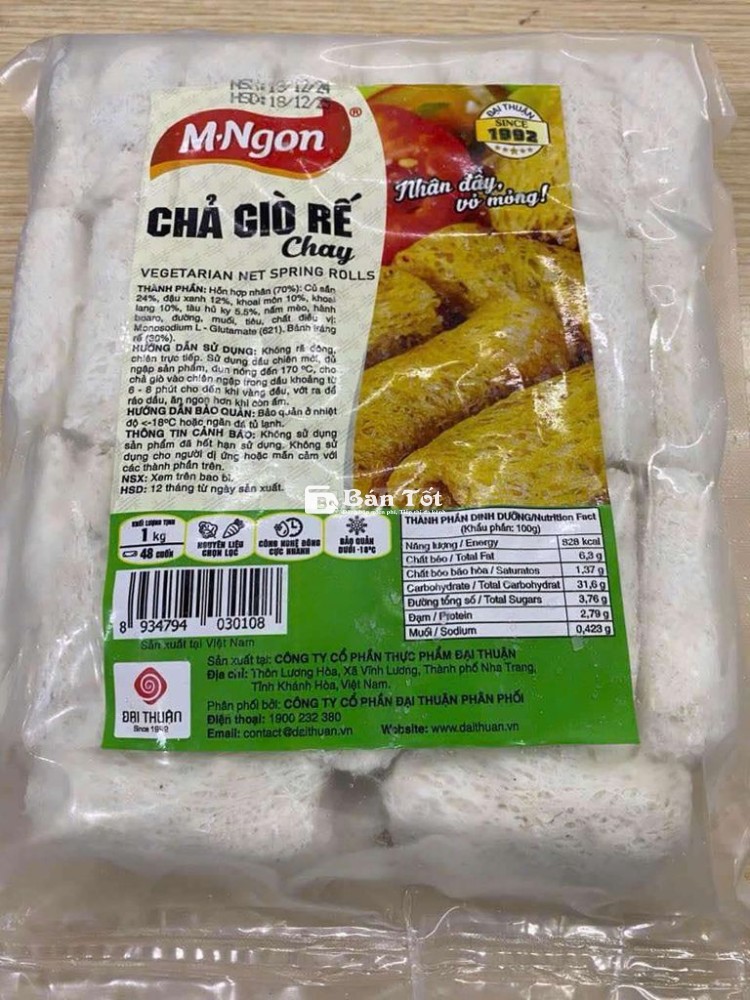 HSD: 18/12/25
M·Ngon
®
ĐẠI THUẬN
SINCE
1992
Nhân đầy,
vỏ mỏng!
CHẢ GIÒ RẾ
Chay
VEGETARIAN NET SPRING ROLLS
THÀNH PHẦN: Hỗn hợp nhân (70%): Củ sắn
24%, đậu xanh 12%, khoai môn 10%, khoai
lang 10%, tàu hủ ky 5.5%, nấm mèo, hành
boaro, đường, muối, tiêu, chất điều vị:
Monosodium L - Glutamate (621). Bánh tráng
rế (30%).
HƯỚNG DẪN SỬ DỤNG: Không rã đông,
chiên trực tiếp. Sử dụng dầu chiên mới, đủ
ngập sản phẩm, đun nóng đến 170 ºC, cho
chả giò vào chiên ngập trong dầu khoảng từ
6 - 8 phút cho đến khi vàng đều, vớt ra để
ráo dầu, ăn ngon hơn khi còn ấm.
HƯỚNG DẪN BẢO QUẢN: Bảo quản ở nhiệt
độ <-18ºC hoặc ngăn đá tủ lạnh.
THÔNG TIN CẢNH BÁO: Không sử dụng
sản phẩm đã hết hạn sử dụng. Không sử
dụng cho người dị ứng hoặc mẫn cảm với
các thành phần trên.
NSX: Xem trên bao bì.
HSD: 12 tháng từ ngày sản xuất.
Bán Tốt
KHỐI LƯỢNG TỊNH
1 kg
48 CUỐN
NGUYÊN LIỆU
CHỌN LỌC
CÔNG NGHỆ ĐÔNG
CỰC NHANH
BẢO QUẢN
DƯỚI -18ºC
THÀNH PHẦN DINH DƯỠNG/Nutrition Fact
(Khẩu phần: 100g)
Năng lượng / Energy 828 kcal
Chất béo / Total Fat 6,3 g
Chất béo bão hòa / Saturates 1,37 g
Carbohydrate / Total Carbohydrat 31,6 g
Đường tổng số / Total Sugars 3,76 g
Đạm / Protein 2,79 g
Muối / Sodium 0,423 g
8 934794 030108
Sản xuất tại Việt Nam
Sản xuất tại: CÔNG TY CỔ PHẦN THỰC PHẨM ĐẠI THUẬN
Địa chỉ: Thôn Lương Hòa, Xã Vĩnh Lương, Thành phố Nha Trang,
Tỉnh Khánh Hòa, Việt Nam.
Phân phối bởi: CÔNG TY CỔ PHẦN ĐẠI THUẬN PHÂN PHỐI
Điện thoại: 1900 232 380
Email: contact@daithuan.vn Website: www.daithuan.vn
ĐẠI THUẬN
Since 1992